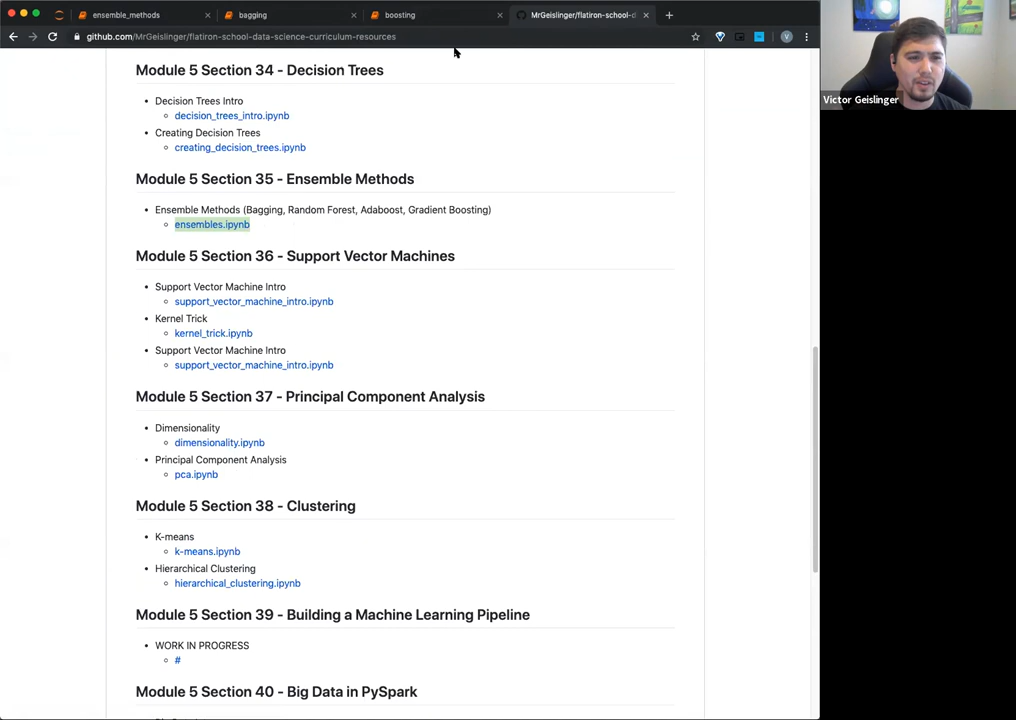 ensemble_methods
bagging
boosting
MrGeislinger/flatiron-school-d
github.com/MrGeislinger/flatiron-school-data-science-curriculum-resources
V
Victor Geislinger
Module 5 Section 34 - Decision Trees
Decision Trees Intro
decision_trees_intro.ipynb
Creating Decision Trees
creating_decision_trees.ipynb
Module 5 Section 35 - Ensemble Methods
Ensemble Methods (Bagging, Random Forest, Adaboost, Gradient Boosting)
ensembles.ipynb
Module 5 Section 36 - Support Vector Machines
Support Vector Machine Intro
support_vector_machine_intro.ipynb
Kernel Trick
kernel_trick.ipynb
Support Vector Machine Intro
support_vector_machine_intro.ipynb
Module 5 Section 37 - Principal Component Analysis
Dimensionality
dimensionality.ipynb
Principal Component Analysis
pca.ipynb
Module 5 Section 38 - Clustering
K-means
k-means.ipynb
Hierarchical Clustering
hierarchical_clustering.ipynb
Module 5 Section 39 - Building a Machine Learning Pipeline
WORK IN PROGRESS
#
Module 5 Section 40 - Big Data in PySpark